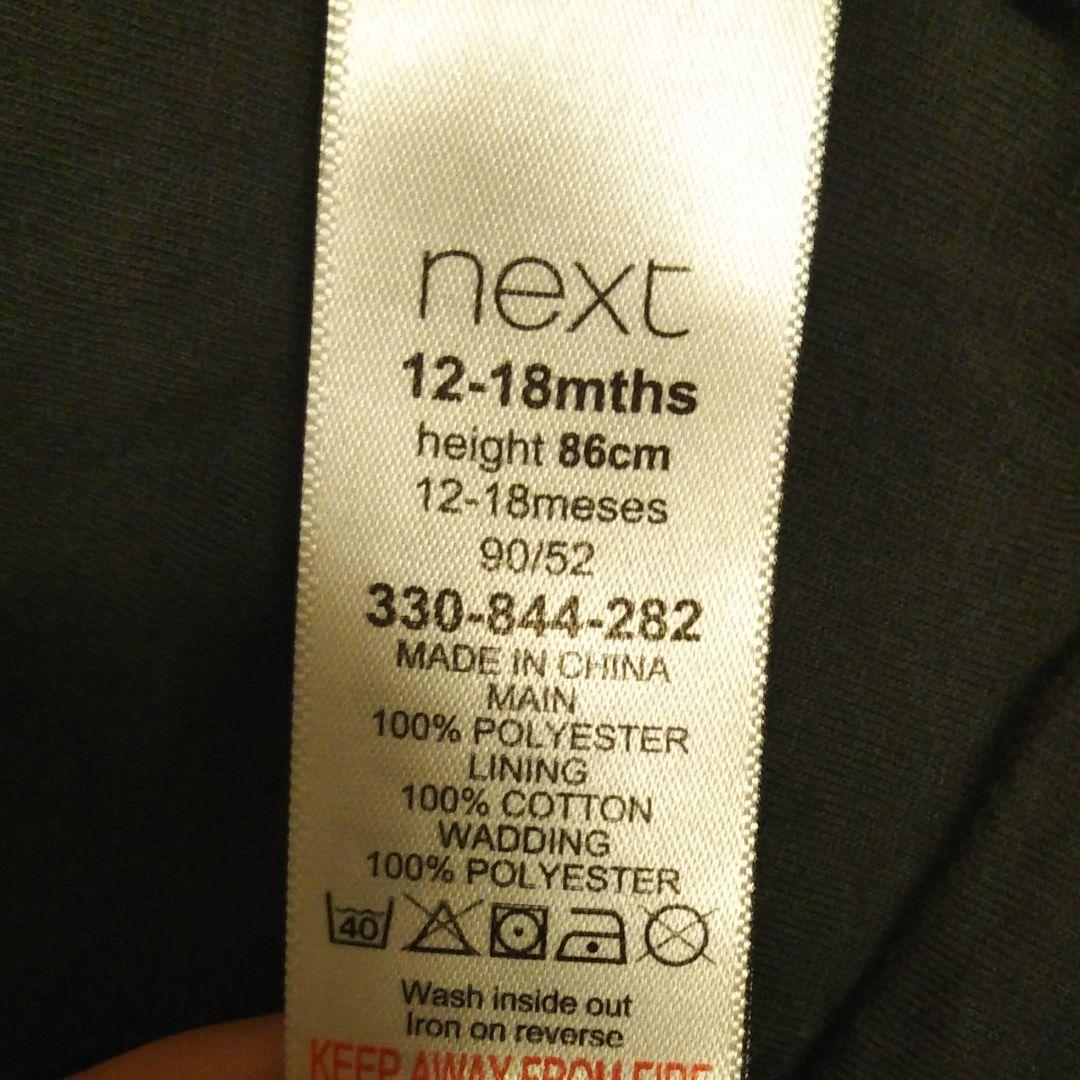 next
12-18mths
height 86cm
12-18meses
90/52
330-844-282
MADE IN CHINA
MAIN
100% POLYESTER
LINING
100% COTTON
WADDING
100% POLYESTER
40
Wash inside out
Iron on reverse
KEEP AWAY FROM FIRE